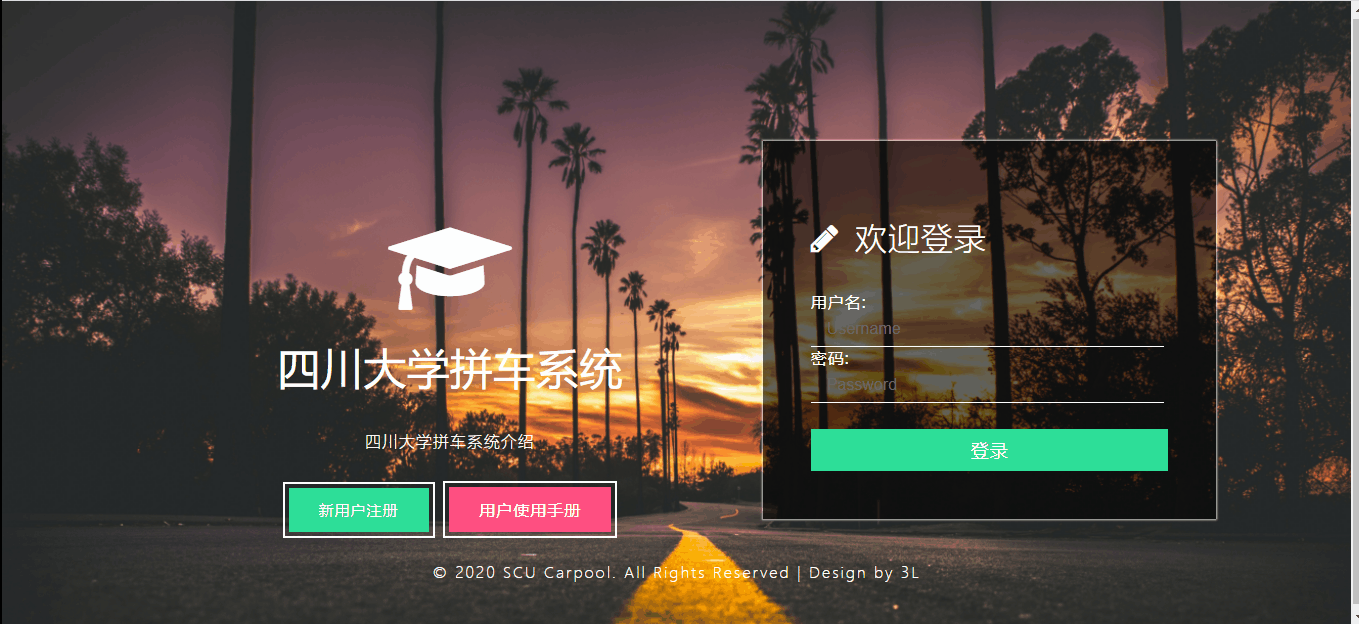 四川大学拼车系统
四川大学拼车系统介绍
新用户注册
用户使用手册
欢迎登录
用户名:
Username
密码:
Password
登录
© 2020 SCU Carpool. All Rights Reserved | Design by 3L